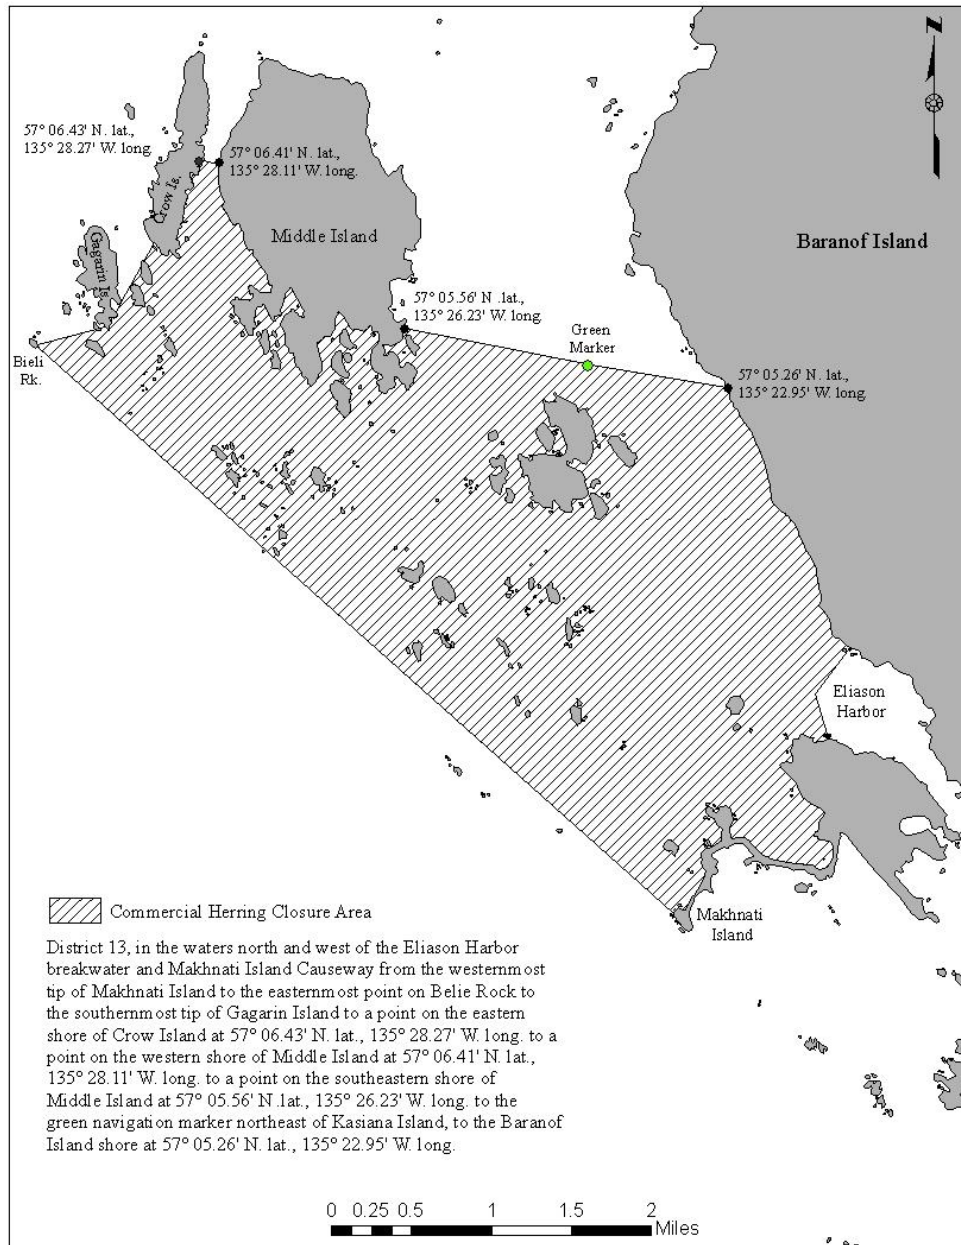 N
57° 06.43' N. lat.,
135° 28.27' W. long.
57° 06.41' N. lat.,
135° 28.11' W. long.
Crow Is.
Gagarin Is.
Middle Island
Baranof Island
57° 05.56' N .lat.,
135° 26.23' W. long.
Green
Marker
Bieli
Rk.
57° 05.26' N. lat.,
135° 22.95' W. long.
Eliason
Harbor
Makhnati
Island
Commercial Herring Closure Area
District 13, in the waters north and west of the Eliason Harbor
breakwater and Makhnati Island Causeway from the westernmost
tip of Makhnati Island to the easternmost point on Belie Rock to
the southernmost tip of Gagarin Island to a point on the eastern
shore of Crow Island at 57° 06.43' N. lat., 135° 28.27' W. long. to a
point on the western shore of Middle Island at 57° 06.41' N. lat.,
135° 28.11' W. long. to a point on the southeastern shore of
Middle Island at 57° 05.56' N .lat., 135° 26.23' W. long. to the
green navigation marker northeast of Kasiana Island, to the Baranof
Island shore at 57° 05.26' N. lat., 135° 22.95' W. long.
0 0.25 0.5 1 1.5 2
Miles